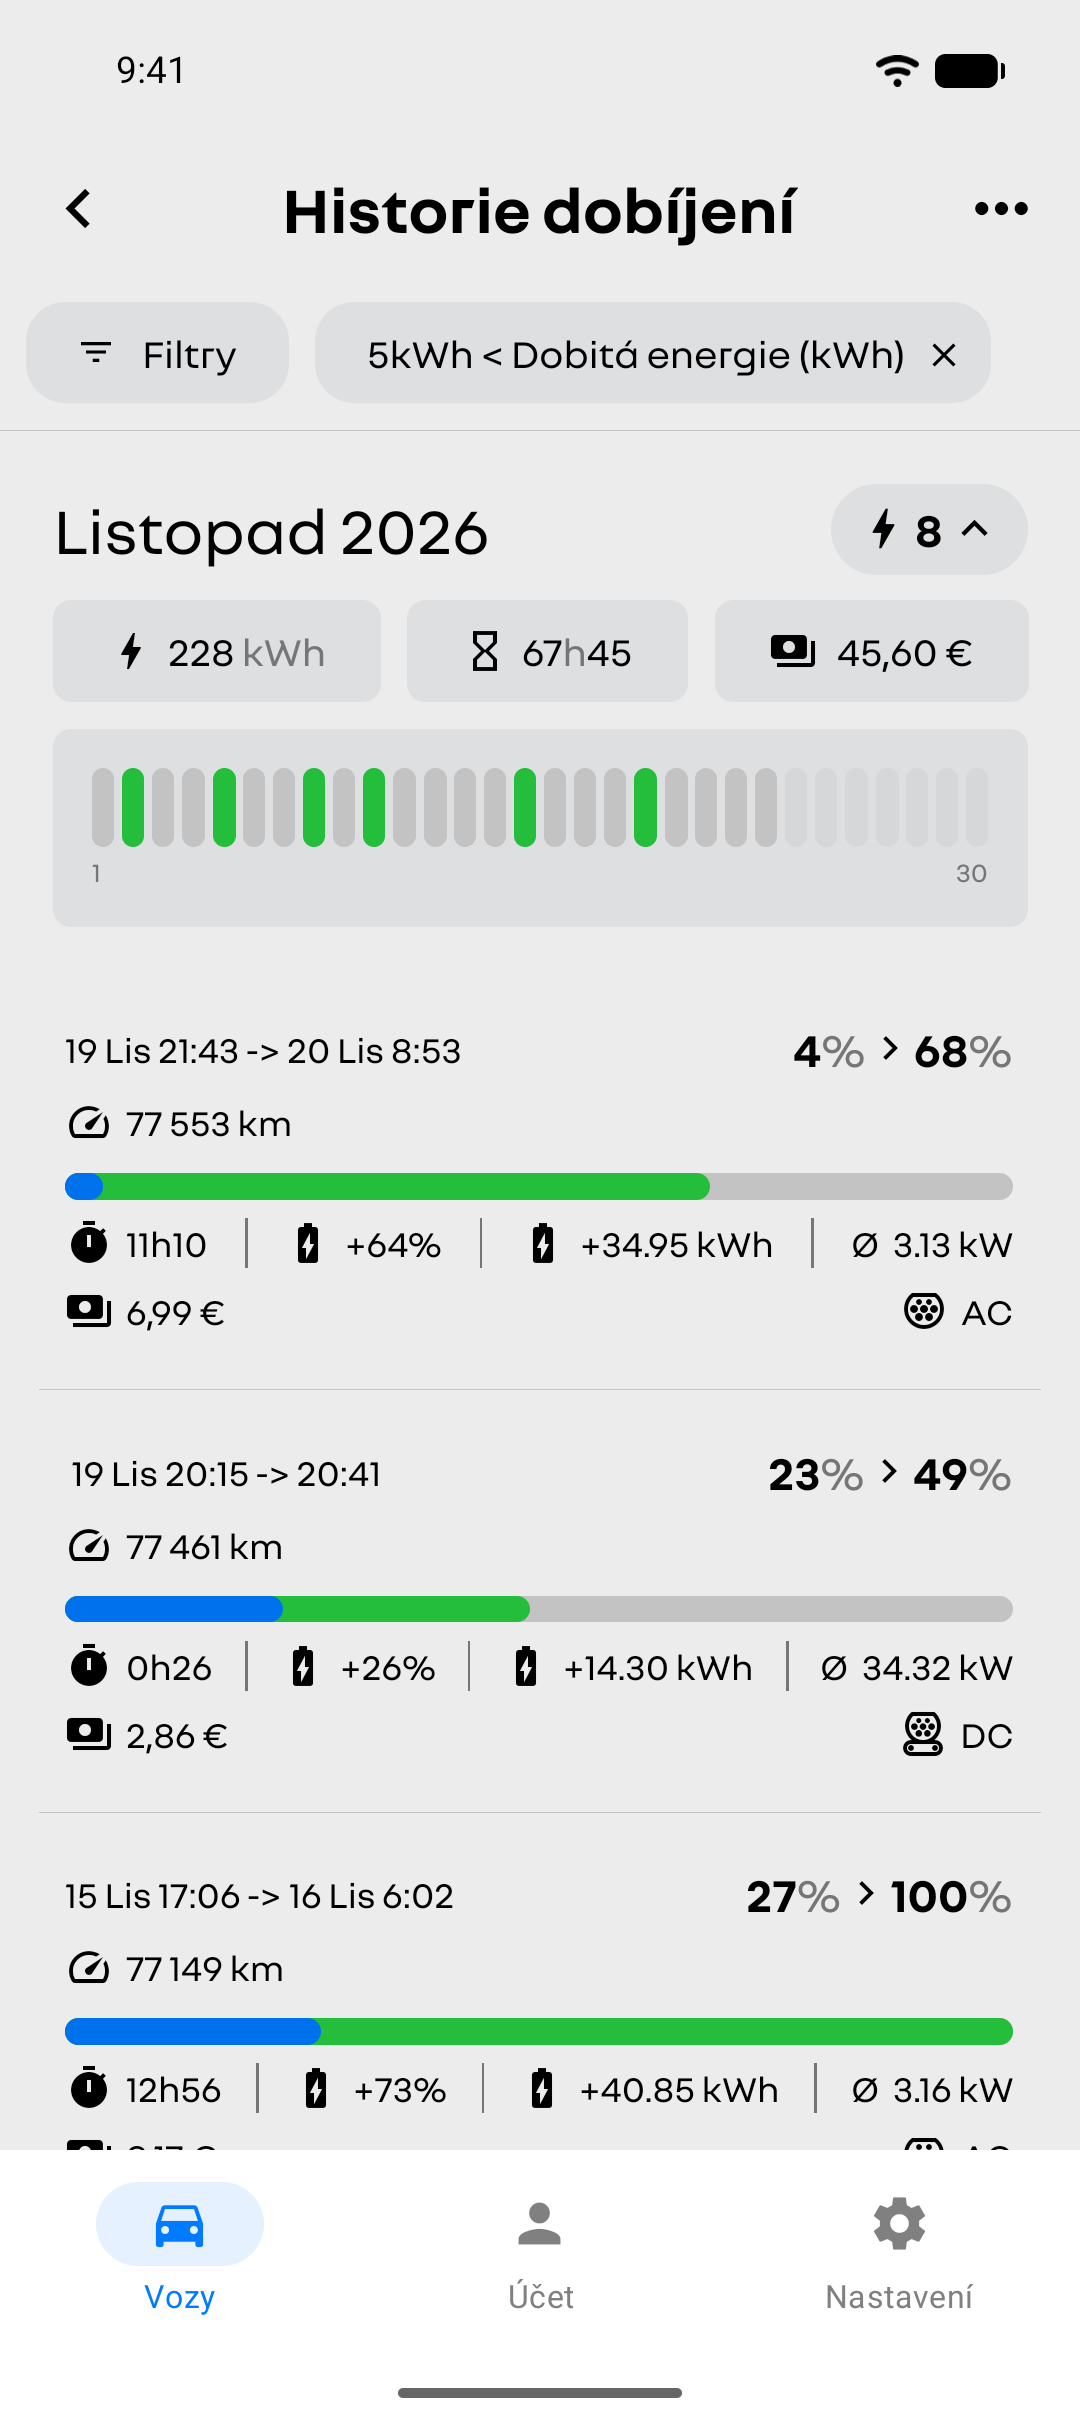 9:41
Historie dobíjení
Filtry
5kWh < Dobitá energie (kWh)
Listopad 2026
8
228 kWh
67h45
45,60 €
1
30
19 Lis 21:43 -> 20 Lis 8:53
4% > 68%
77 553 km
11h10
+64%
+34.95 kWh
Ø 3.13 kW
6,99 €
AC
19 Lis 20:15 -> 20:41
23% > 49%
77 461 km
0h26
+26%
+14.30 kWh
Ø 34.32 kW
2,86 €
DC
15 Lis 17:06 -> 16 Lis 6:02
27% > 100%
77 149 km
12h56
+73%
+40.85 kWh
Ø 3.16 kW
Vozy
Účet
Nastavení